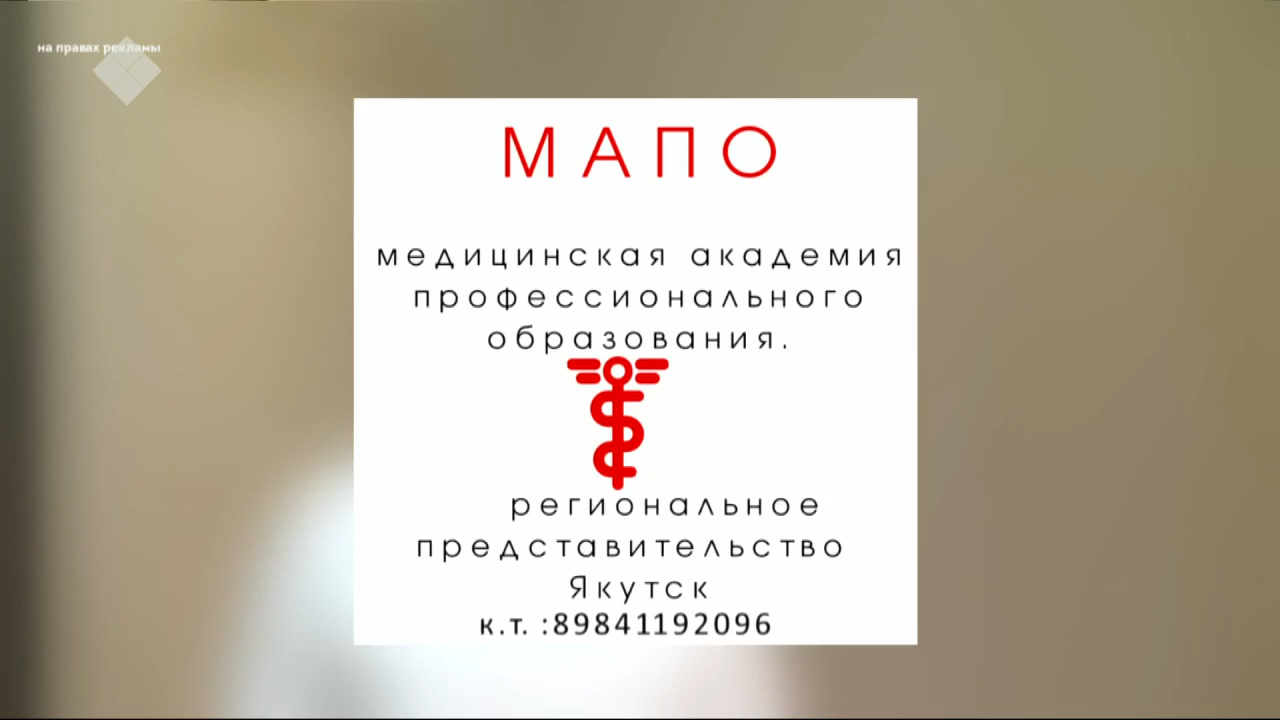 на правах рекламы
МАПО
медицинская академия
профессионального
образования.
региональное
представительство
Якутск
к.т. :89841192096